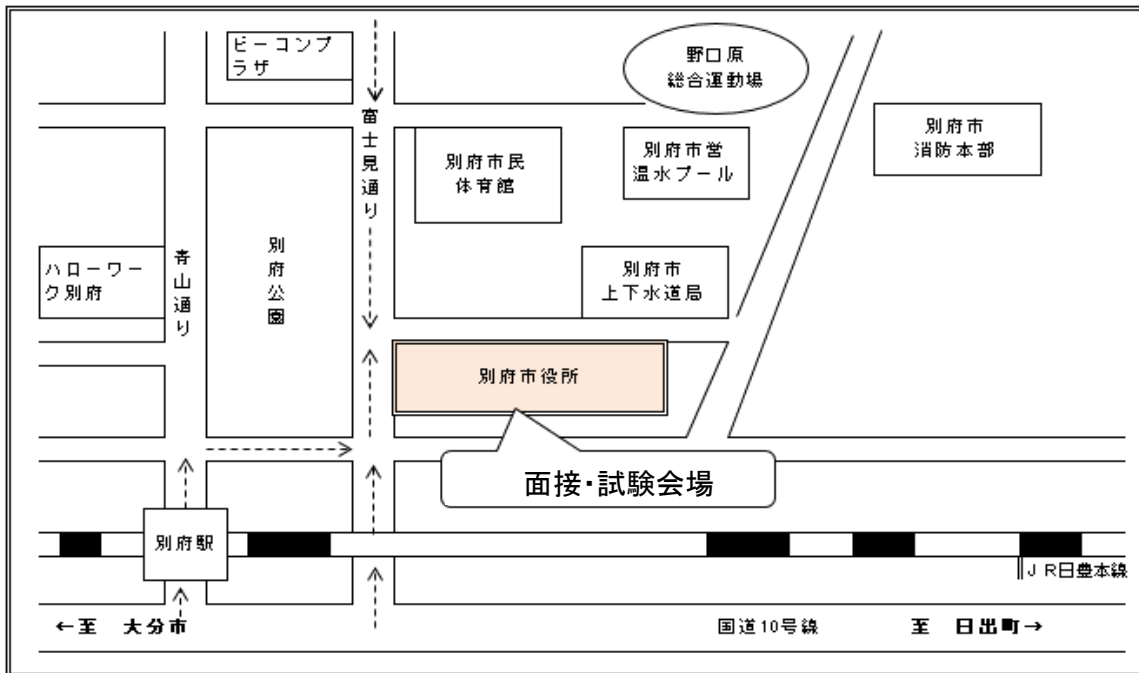 ビーコンプ
ラザ
野口原
総合運動場
富士見通り
別府市民
体育館
別府市営
温水プール
別府市
消防本部
ハローワー
ク別府
青山通り
別府公園
別府市
上下水道局
別府市役所
面接・試験会場
別府駅
JR日豊本線
←至 大分市
国道10号線
至 日出町→